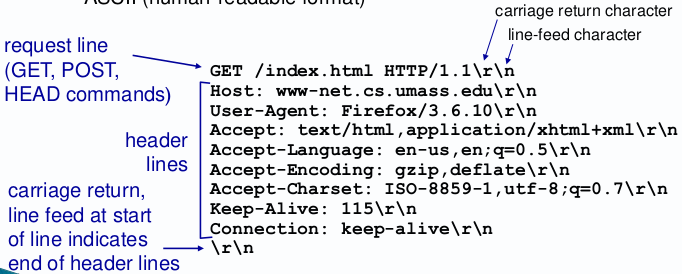 ASCII (human-readable format)
carriage return character
line-feed character
request line
(GET, POST,
HEAD commands)
GET /index.html HTTP/1.1\r\n
Host: www-net.cs.umass.edu\r\n
User-Agent: Firefox/3.6.10\r\n
Accept: text/html,application/xhtml+xml\r\n
Accept-Language: en-us,en;q=0.5\r\n
Accept-Encoding: gzip,deflate\r\n
Accept-Charset: ISO-8859-1,utf-8;q=0.7\r\n
Keep-Alive: 115\r\n
Connection: keep-alive\r\n
\r\n
header
lines
carriage return,
line feed at start
of line indicates
end of header lines